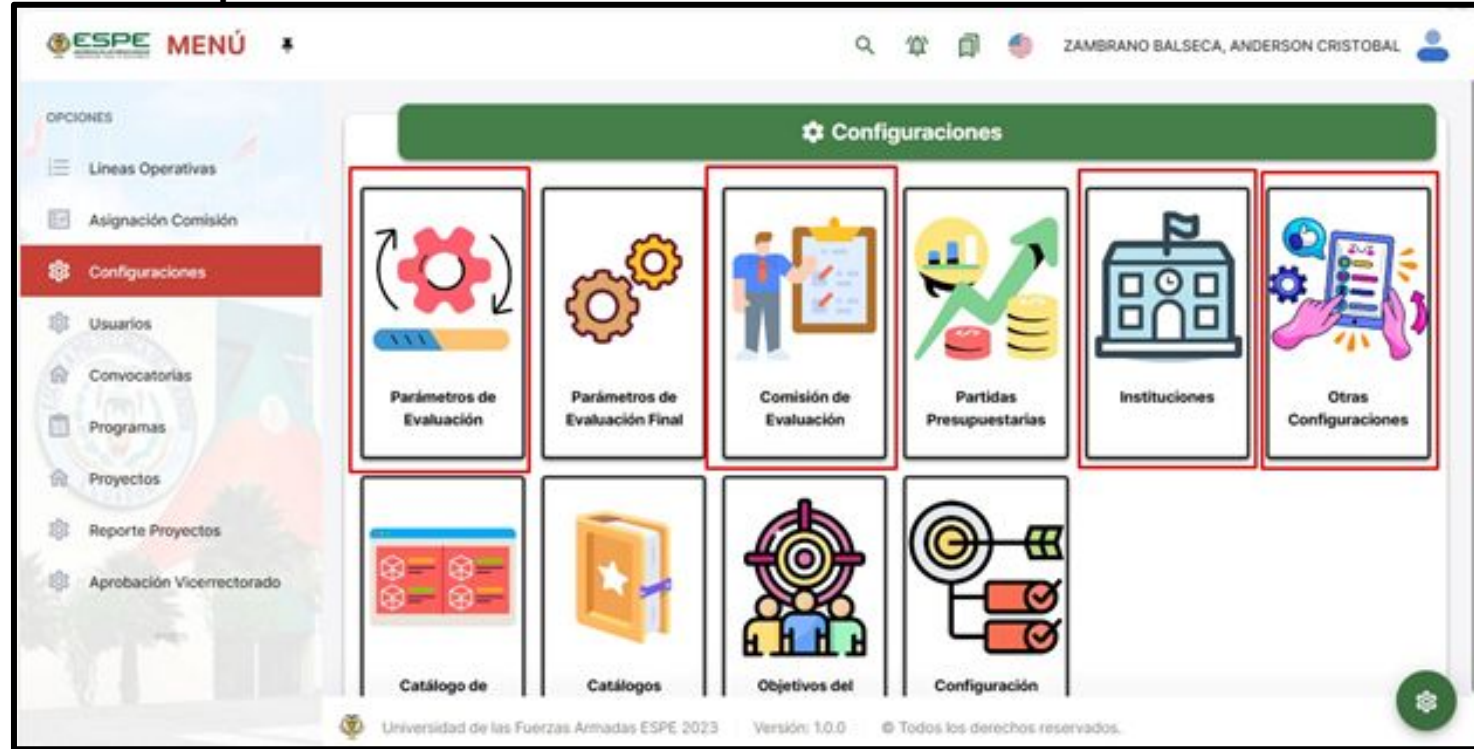 ESPE MENÚ
ZAMBRANO BALSECA, ANDERSON CRISTOBAL
OPCIONES
Lineas Operativas
Asignación Comisión
Configuraciones
Usuarios
Convocatorias
Programas
Proyectos
Reporte Proyectos
Aprobación Vicerrectorado
Configuraciones
Parámetros de
Evaluación
Parámetros de
Evaluación Final
Comisión de
Evaluación
Partidas
Presupuestarias
Instituciones
Otras
Configuraciones
Catálogo de
Catálogos
Objetivos del
Configuración
Universidad de las Fuerzas Armadas ESPE 2023 Versión: 1.0.0 © Todos los derechos reservados.